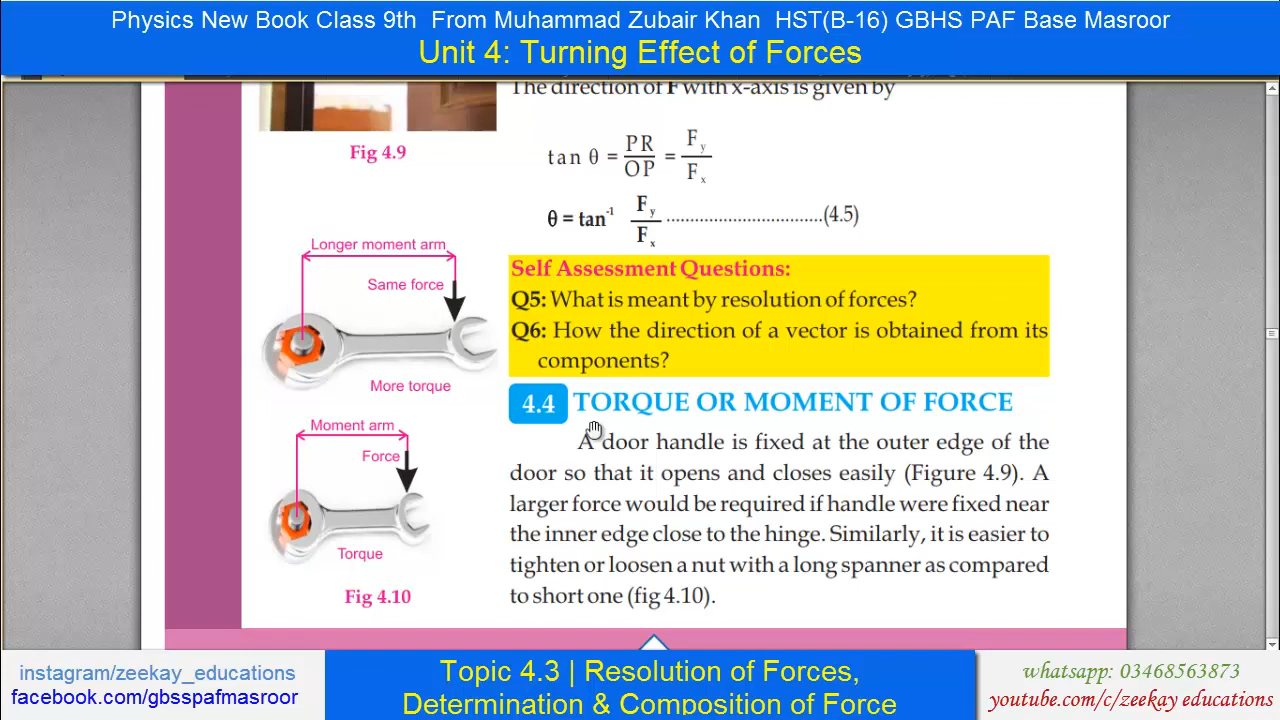 Physics New Book Class 9th From Muhammad Zubair Khan HST(B-16) GBHS PAF Base Masroor
Unit 4: Turning Effect of Forces
The direction of F with x-axis is given by
tan θ = PR/OP = Fy/Fx
θ = tan⁻¹ Fy/Fx .................................(4.5)
Fig 4.9
Longer moment arm
Same force
More torque
Moment arm
Force
Torque
Fig 4.10
Self Assessment Questions:
Q5: What is meant by resolution of forces?
Q6: How the direction of a vector is obtained from its
components?
4.4 TORQUE OR MOMENT OF FORCE
A door handle is fixed at the outer edge of the
door so that it opens and closes easily (Figure 4.9). A
larger force would be required if handle were fixed near
the inner edge close to the hinge. Similarly, it is easier to
tighten or loosen a nut with a long spanner as compared
to short one (fig 4.10).
instagram/zeekay_educations
facebook.com/gbsspafmasroor
Topic 4.3 | Resolution of Forces,
Determination & Composition of Force
whatsapp: 03468563873
youtube.com/c/zeekay educations